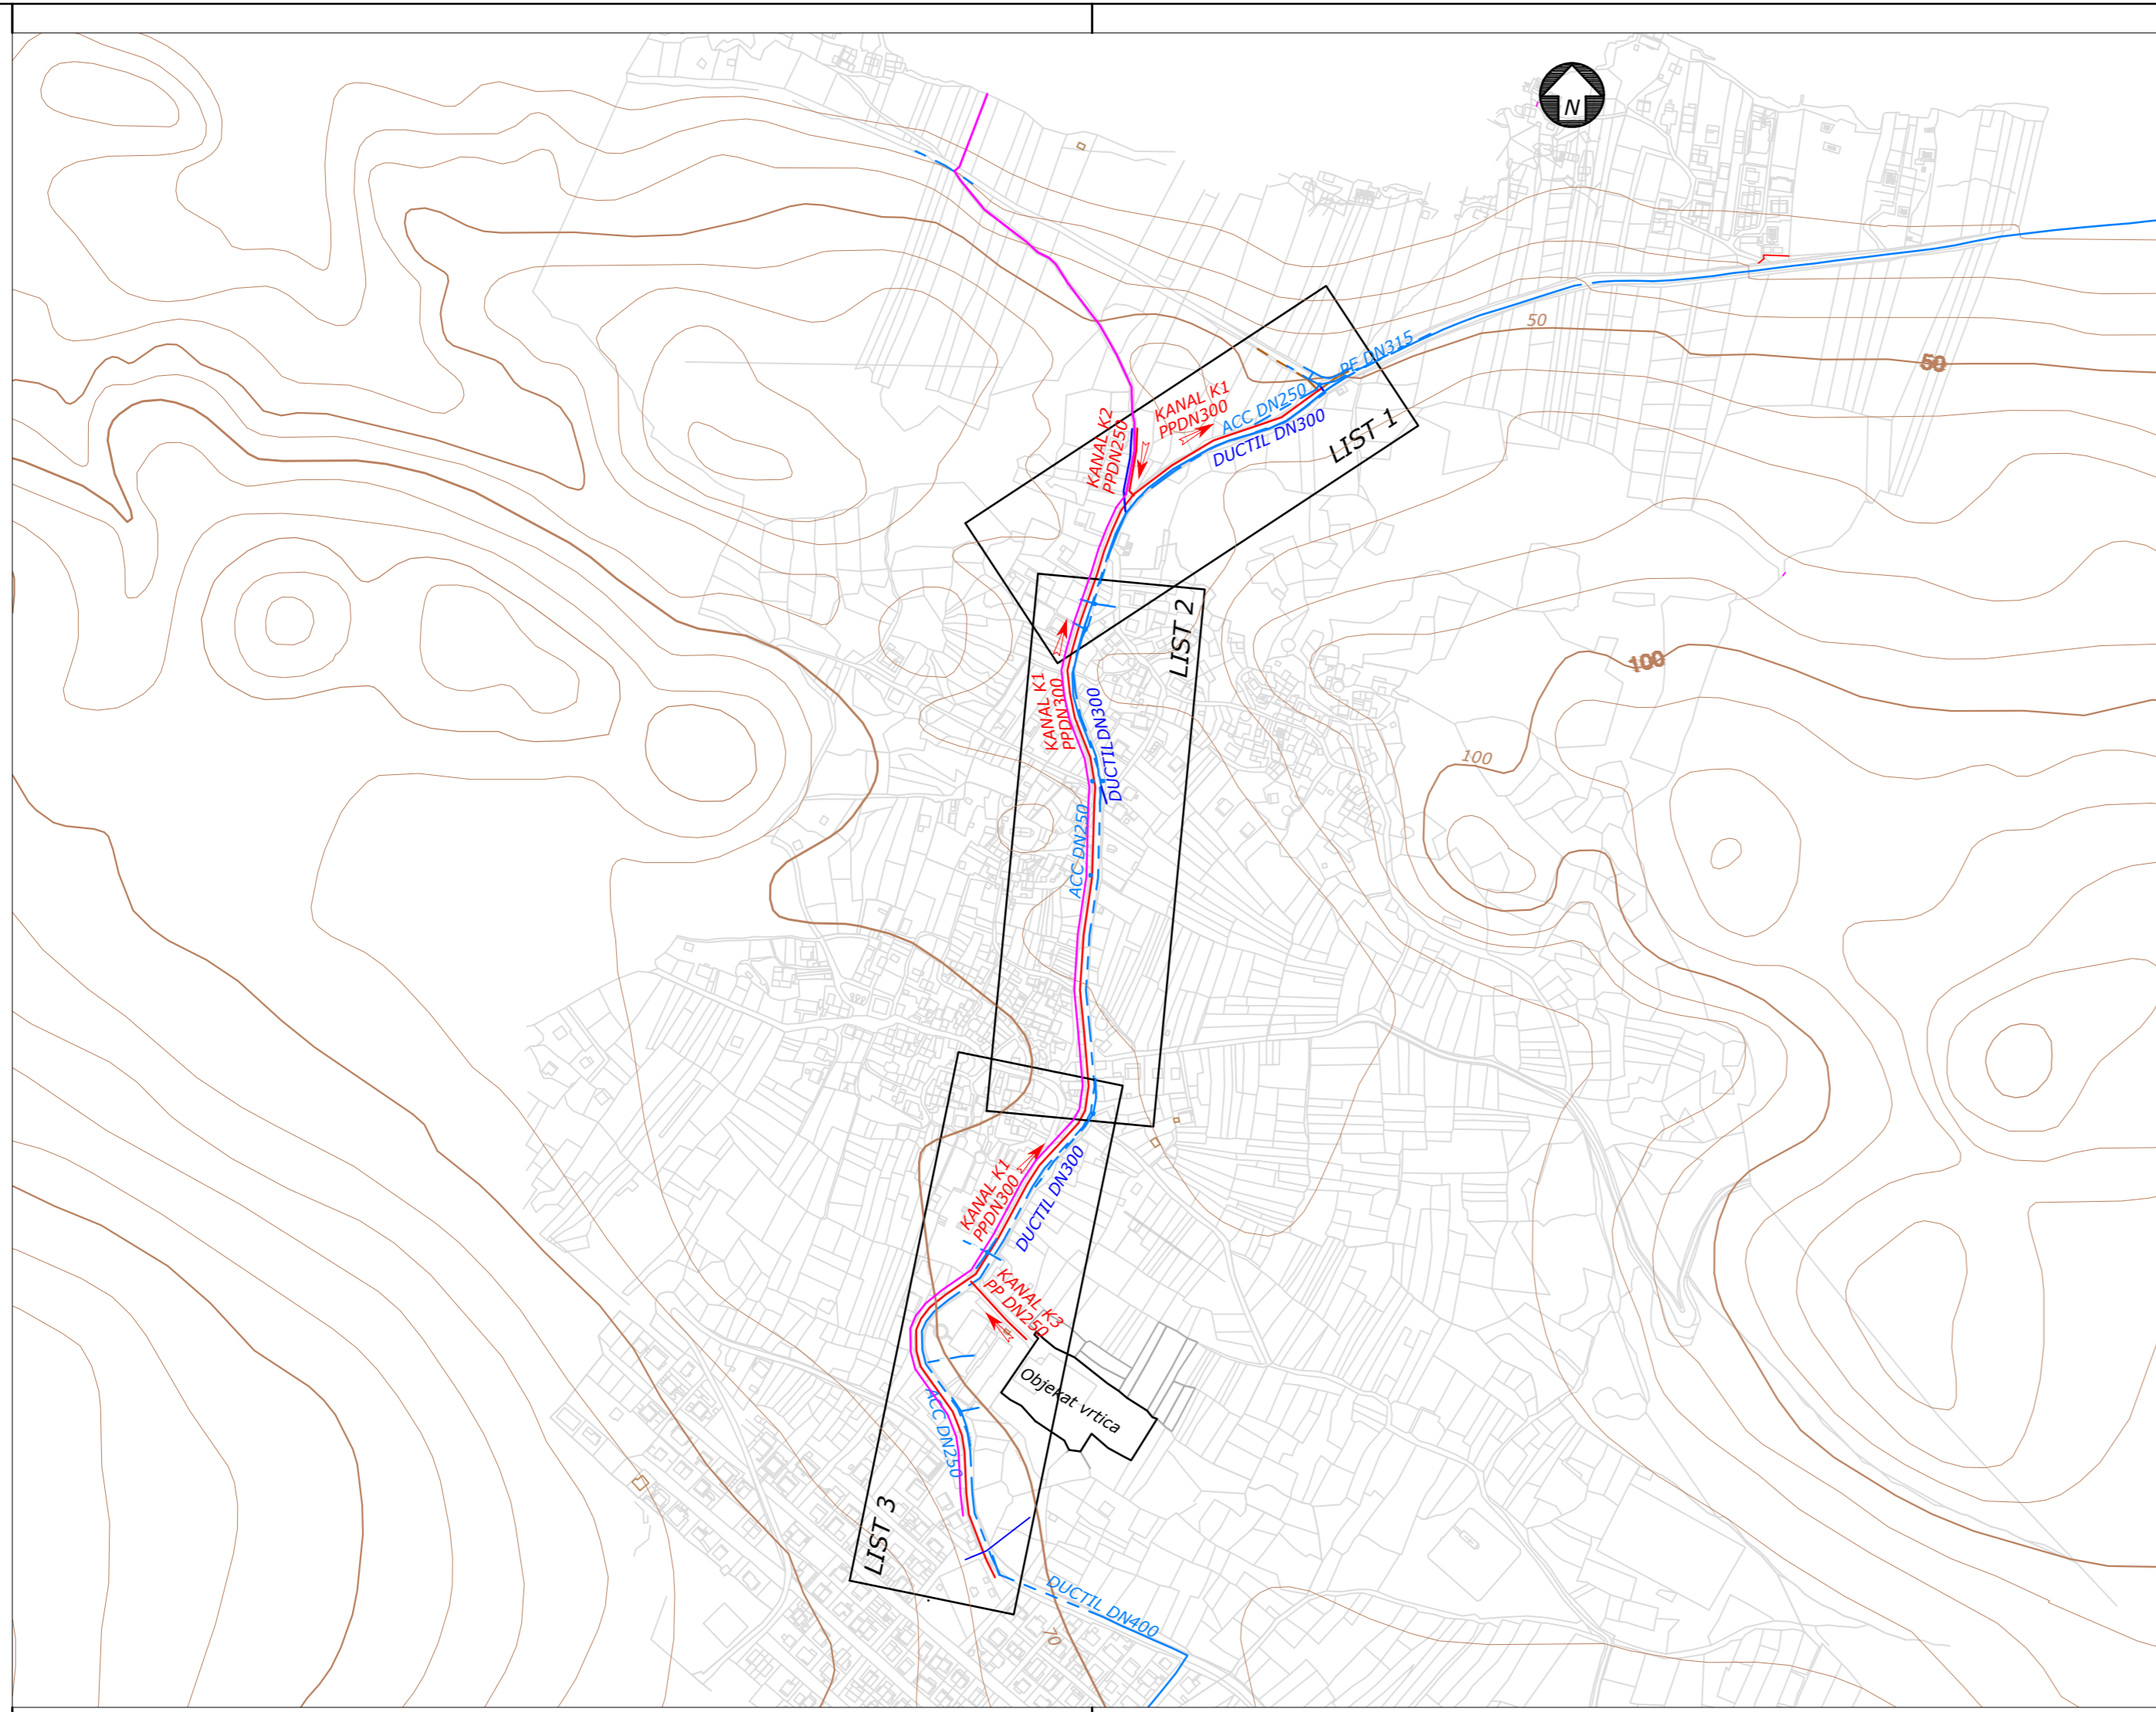 N
50
50
PE DN315
KANAL K1
PPDN300
ACC DN250
DUCTIL DN300
LIST 1
KANAL K2
PPDN250
LIST 2
100
100
KANAL K1
PPDN300
DUCTIL DN300
ACC DN250
KANAL K1
PPDN300
DUCTIL DN300
KANAL K3
PP DN250
Objekat vrtica
ACC DN250
LIST 3
DUCTIL DN400
70